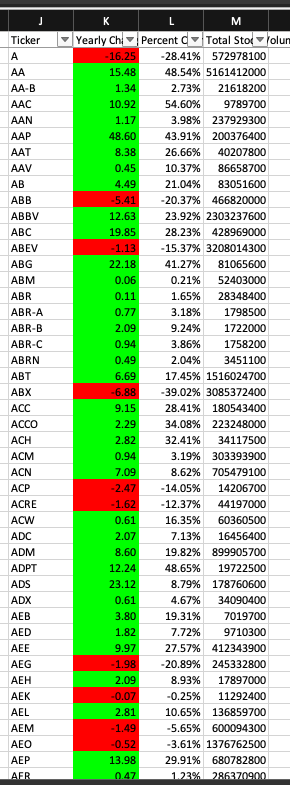 J K L M
Ticker Yearly Cha Percent C Total Stoc Volun
A -16.25 -28.41% 572978100
AA 15.48 48.54% 5161412000
AA-B 1.34 2.73% 21618200
AAC 10.92 54.60% 9789700
AAN 1.17 3.98% 237929300
AAP 48.60 43.91% 200376400
AAT 8.38 26.66% 40207800
AAV 0.45 10.37% 86658700
AB 4.49 21.04% 83051600
ABB -5.41 -20.37% 466820000
ABBV 12.63 23.92% 2303237600
ABC 19.85 28.23% 428969000
ABEV -1.13 -15.37% 3208014300
ABG 22.18 41.27% 81065600
ABM 0.06 0.21% 52403000
ABR 0.11 1.65% 28348400
ABR-A 0.77 3.18% 1798500
ABR-B 2.09 9.24% 1722000
ABR-C 0.94 3.86% 1758200
ABRN 0.49 2.04% 3451100
ABT 6.69 17.45% 1516024700
ABX -6.88 -39.02% 3085372400
ACC 9.15 28.41% 180543400
ACCO 2.29 34.08% 223248000
ACH 2.82 32.41% 34117500
ACM 0.94 3.19% 303393900
ACN 7.09 8.62% 705479100
ACP -2.47 -14.05% 14206700
ACRE -1.62 -12.37% 44197000
ACW 0.61 16.35% 60360500
ADC 2.07 7.13% 16456400
ADM 8.60 19.82% 899905700
ADPT 12.24 48.65% 19722500
ADS 23.12 8.79% 178760600
ADX 0.61 4.67% 34090400
AEB 3.80 19.31% 7019700
AED 1.82 7.72% 9710300
AEE 9.97 27.57% 412343900
AEG -1.98 -20.89% 245332800
AEH 2.09 8.93% 17897000
AEK -0.07 -0.25% 11292400
AEL 2.81 10.65% 136859700
AEM -1.49 -5.65% 600094300
AEO -0.52 -3.61% 1376762500
AEP 13.98 29.91% 680782800
AER 0.47 1.23% 286370900